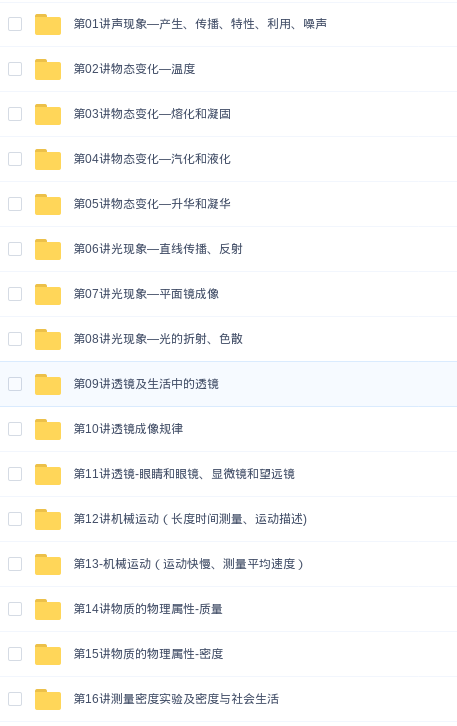 第01讲声现象—产生、传播、特性、利用、噪声
第02讲物态变化—温度
第03讲物态变化—熔化和凝固
第04讲物态变化—汽化和液化
第05讲物态变化—升华和凝华
第06讲光现象—直线传播、反射
第07讲光现象—平面镜成像
第08讲光现象—光的折射、色散
第09讲透镜及生活中的透镜
第10讲透镜成像规律
第11讲透镜-眼睛和眼镜、显微镜和望远镜
第12讲机械运动（长度时间测量、运动描述)
第13-机械运动（运动快慢、测量平均速度）
第14讲物质的物理属性-质量
第15讲物质的物理属性-密度
第16讲测量密度实验及密度与社会生活